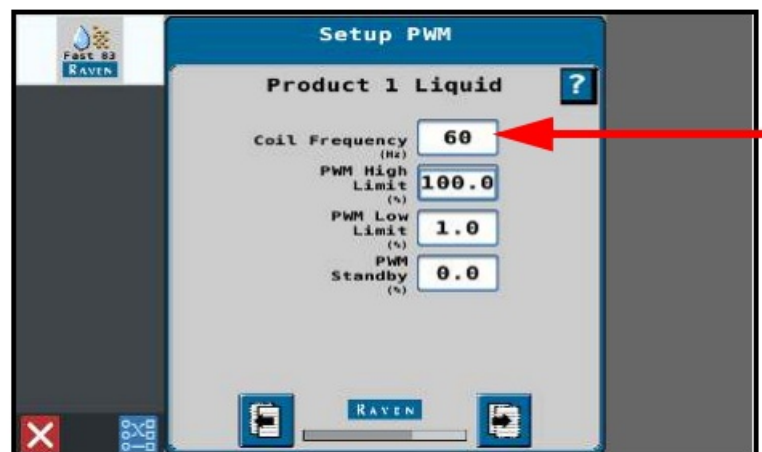 Setup PWM
Fast 83
RAVEN
Product 1 Liquid
?
Coil Frequency 60
(Hz)
PWM High
Limit 100.0
(%)
PWM Low
Limit 1.0
(%)
PWM
Standby 0.0
(%)
RAVEN